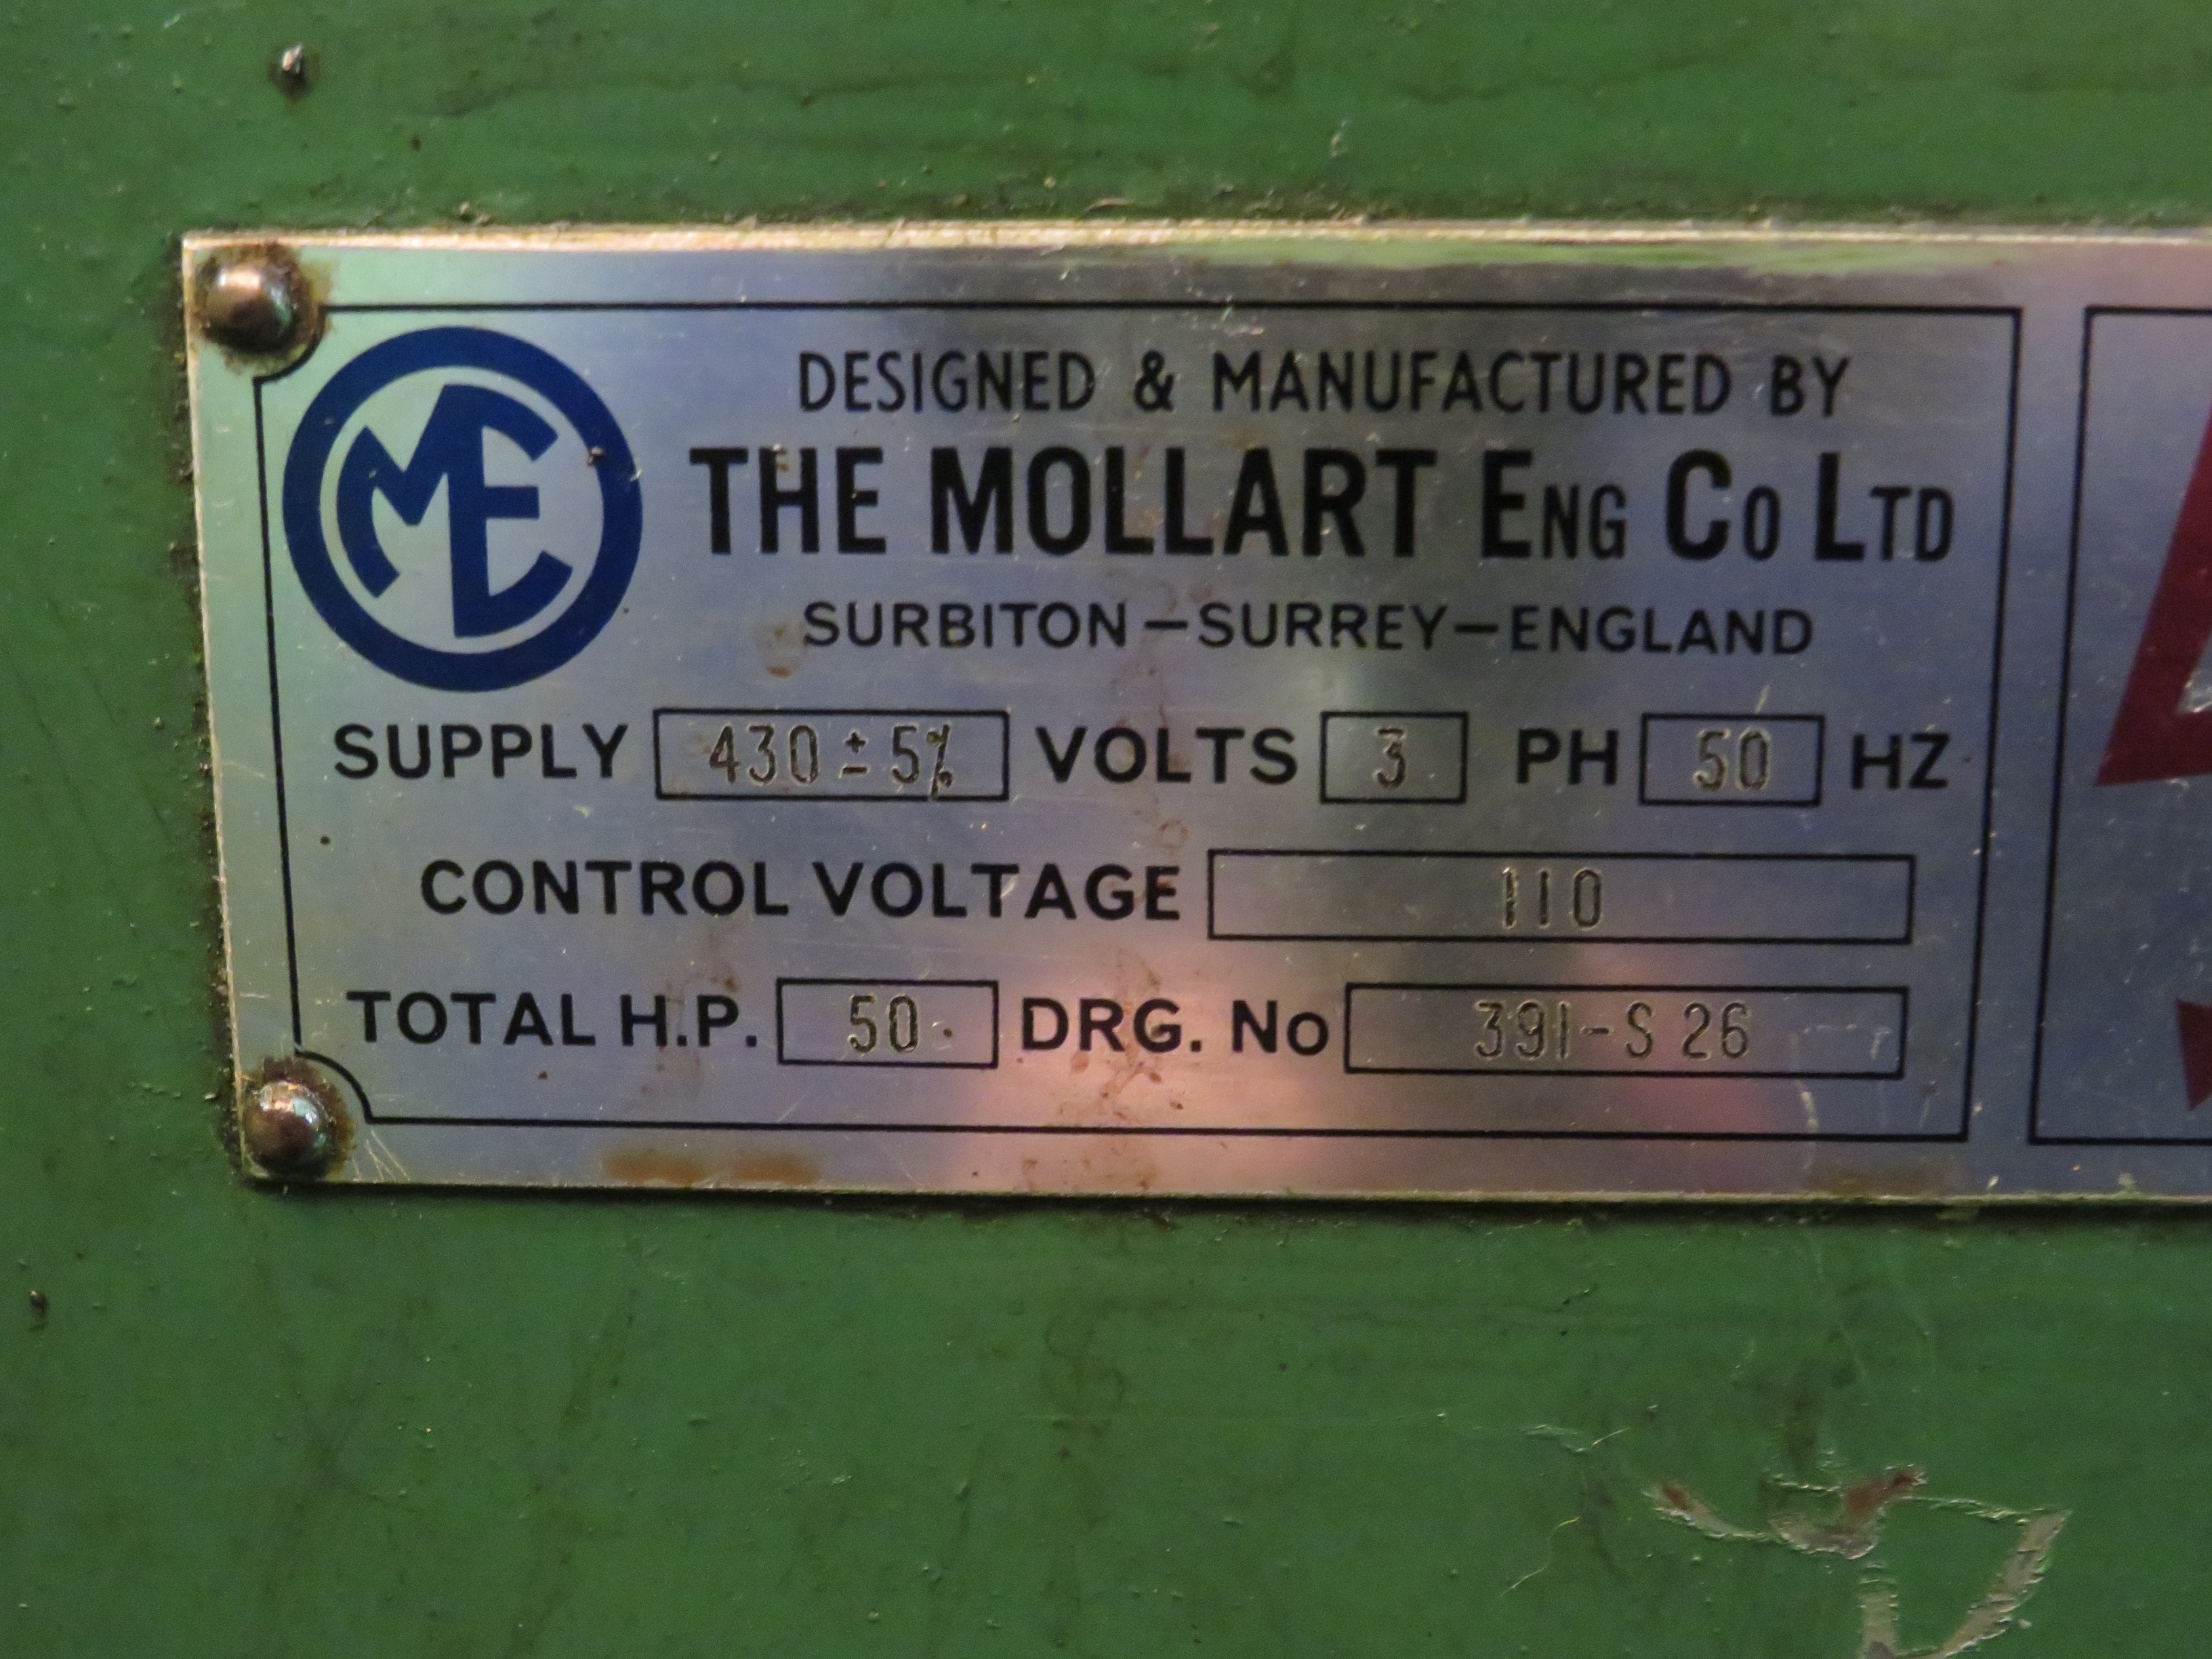 ME
DESIGNED & MANUFACTURED BY
THE MOLLART ENG CO LTD
SURBITON—SURREY—ENGLAND
SUPPLY 430 ± 5% VOLTS 3 PH 50 HZ
CONTROL VOLTAGE 110
TOTAL H.P. 50 DRG. No 391-S 26